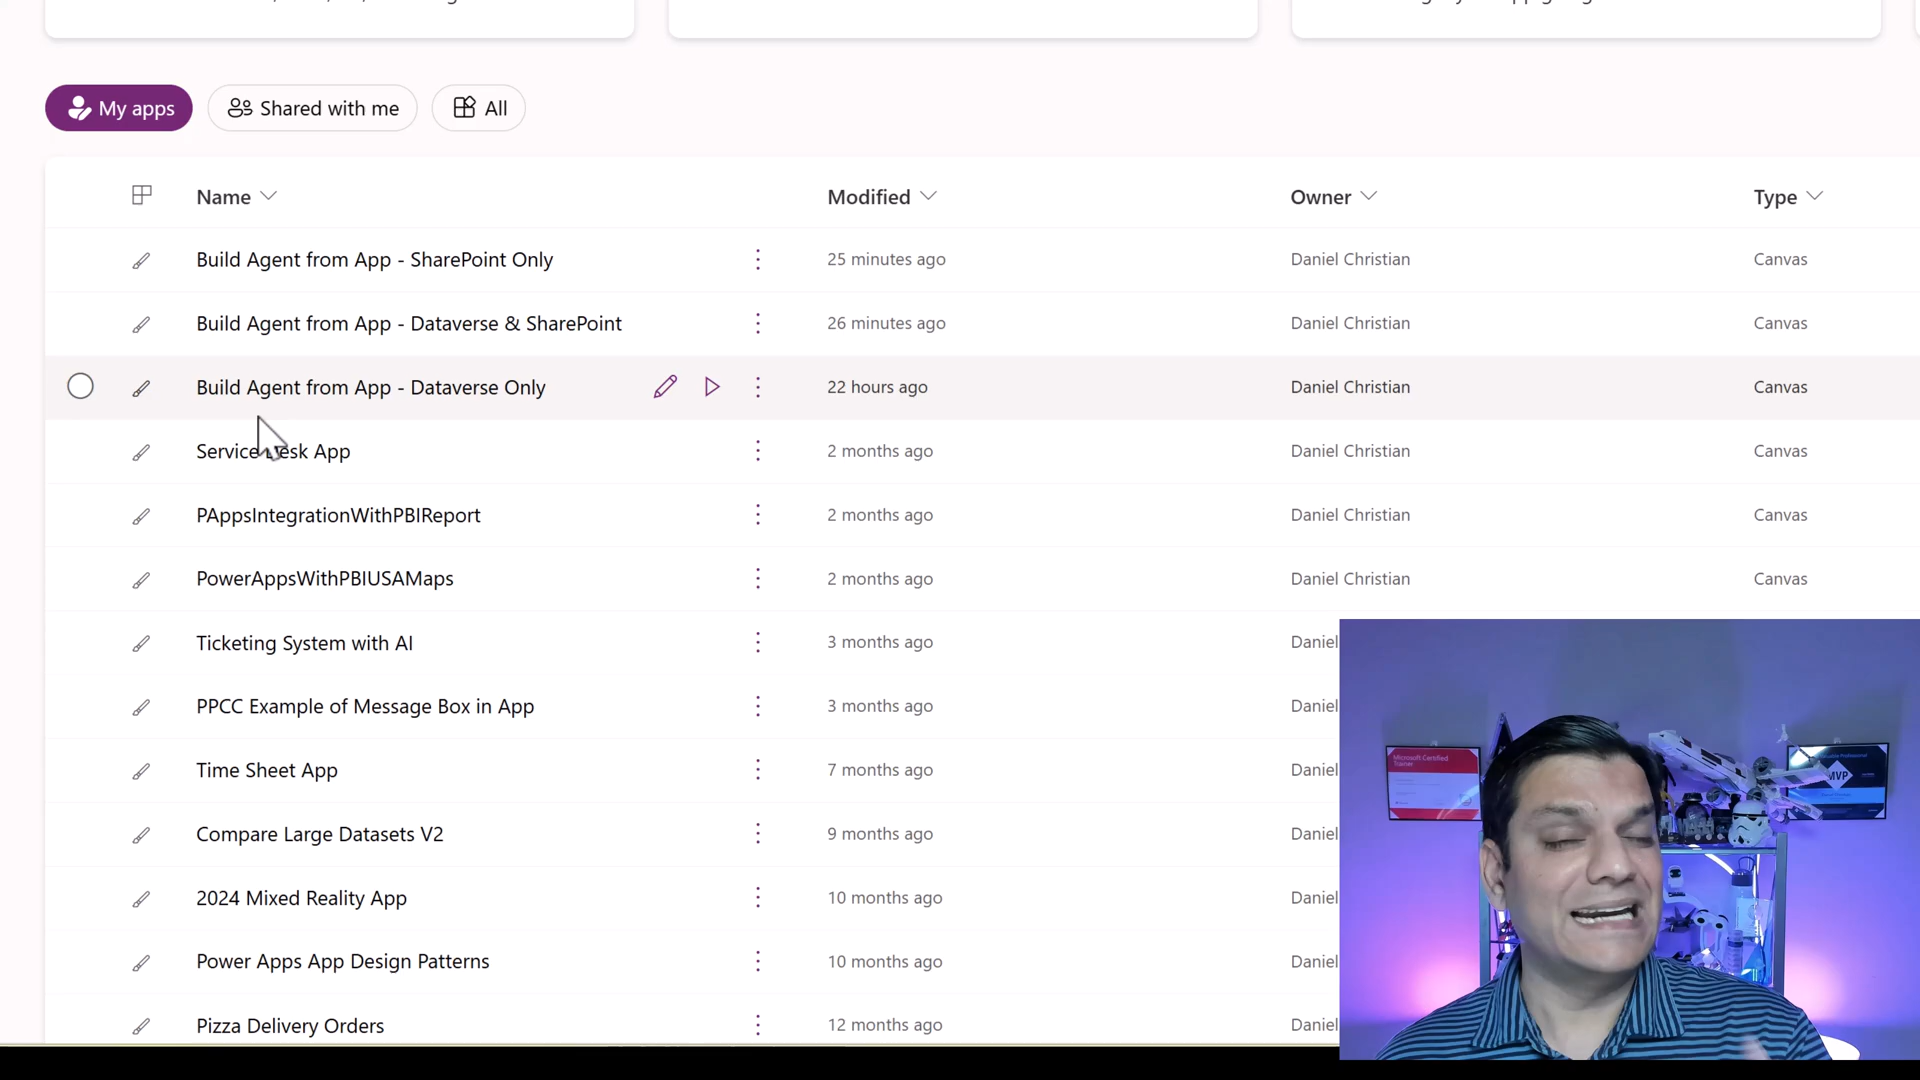 My apps
Shared with me
All
Name
Modified
Owner
Type
Build Agent from App - SharePoint Only
25 minutes ago
Daniel Christian
Canvas
Build Agent from App - Dataverse & SharePoint
26 minutes ago
Daniel Christian
Canvas
Build Agent from App - Dataverse Only
22 hours ago
Daniel Christian
Canvas
Service Desk App
2 months ago
Daniel Christian
Canvas
PAppsIntegrationWithPBIReport
2 months ago
Daniel Christian
Canvas
PowerAppsWithPBIUSAMaps
2 months ago
Daniel Christian
Canvas
Ticketing System with AI
3 months ago
Daniel
PPCC Example of Message Box in App
3 months ago
Daniel
Time Sheet App
7 months ago
Daniel
Compare Large Datasets V2
9 months ago
Daniel
2024 Mixed Reality App
10 months ago
Daniel
Power Apps App Design Patterns
10 months ago
Daniel
Pizza Delivery Orders
12 months ago
Daniel
Microsoft Certified
Trainer
MVP